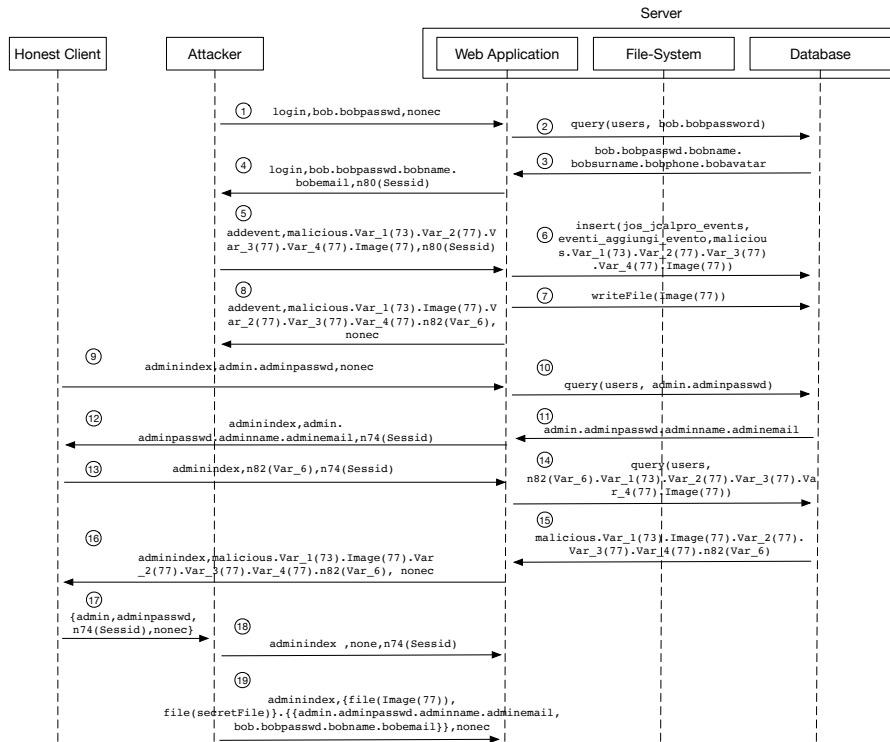 Server
Honest Client
Attacker
Web Application
File-System
Database
1
login,bob.bobpasswd,nonec
2
query(users, bob.bobpassword)
3
bob.bobpasswd.bobname.
bobsurname.bobphone.bobavatar
4
login,bob.bobpasswd.bobname.
bobemail,n80(Sessid)
5
addevent,malicious.Var_1(73).Var_2(77).V
ar_3(77).Var_4(77).Image(77),n80(Sessid)
6
insert(jos_jcalpro_events,
eventi_aggiungi_evento,maliciou
s.Var_1(73).Var_2(77).Var_3(77)
.Var_4(77).Image(77))
7
writeFile(Image(77))
8
addevent,malicious.Var_1(73).Image(77).V
ar_2(77).Var_3(77).Var_4(77).n82(Var_6),
nonec
9
adminindex,admin.adminpasswd,nonec
10
query(users, admin.adminpasswd)
11
admin.adminpasswd.adminname.adminemail
12
adminindex,admin.
adminpasswd.adminname.adminemail,n74(Sessid)
13
adminindex,n82(Var_6),n74(Sessid)
14
query(users,
n82(Var_6).Var_1(73).Var_2(77).Var_3(77).Va
r_4(77).Image(77))
15
malicious.Var_1(73).Image(77).Var_2(77).
Var_3(77).Var_4(77).n82(Var_6)
16
adminindex,malicious.Var_1(73).Image(77).Var
_2(77).Var_3(77).Var_4(77).n82(Var_6), nonec
17
{admin,adminpasswd,
n74(Sessid),nonec}
18
adminindex ,none,n74(Sessid)
19
adminindex,{file(Image(77)),
file(secretFile)}.{{admin.adminpasswd.adminname.adminemail,
bob.bobpasswd.bobname.bobemail}},nonec